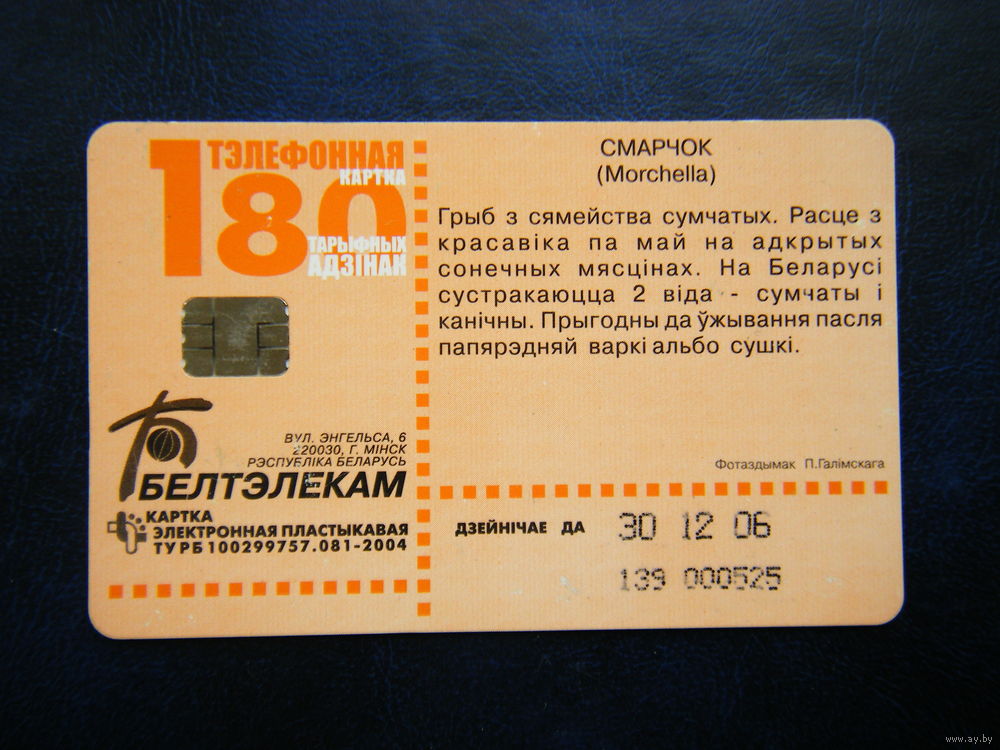 ТЭЛЕФОННАЯ
КАРТКА
180
ТАРЫФНЫХ
АДЗІНАК
ВУЛ. ЭНГЕЛЬСА, 6
220030, Г. МІНСК
РЭСПУБЛІКА БЕЛАРУСЬ
БЕЛТЭЛЕКАМ
КАРТКА
ЭЛЕКТРОННАЯ ПЛАСТЫКАВАЯ
ТУ РБ 100299757.081-2004
СМАРЧОК
(Morchella)
Грыб з сямейства сумчатых. Расце з
красавіка па май на адкрытых
сонечных мясцінах. На Беларусі
сустракаюцца 2 віда - сумчаты і
канічны. Прыгодны да ўжывання пасля
папярэдняй варкі альбо сушкі.
Фотаздымак П.Галімскага
ДЗЕЙНІЧАЕ ДА 30 12 06
139 000525
www.ay.by